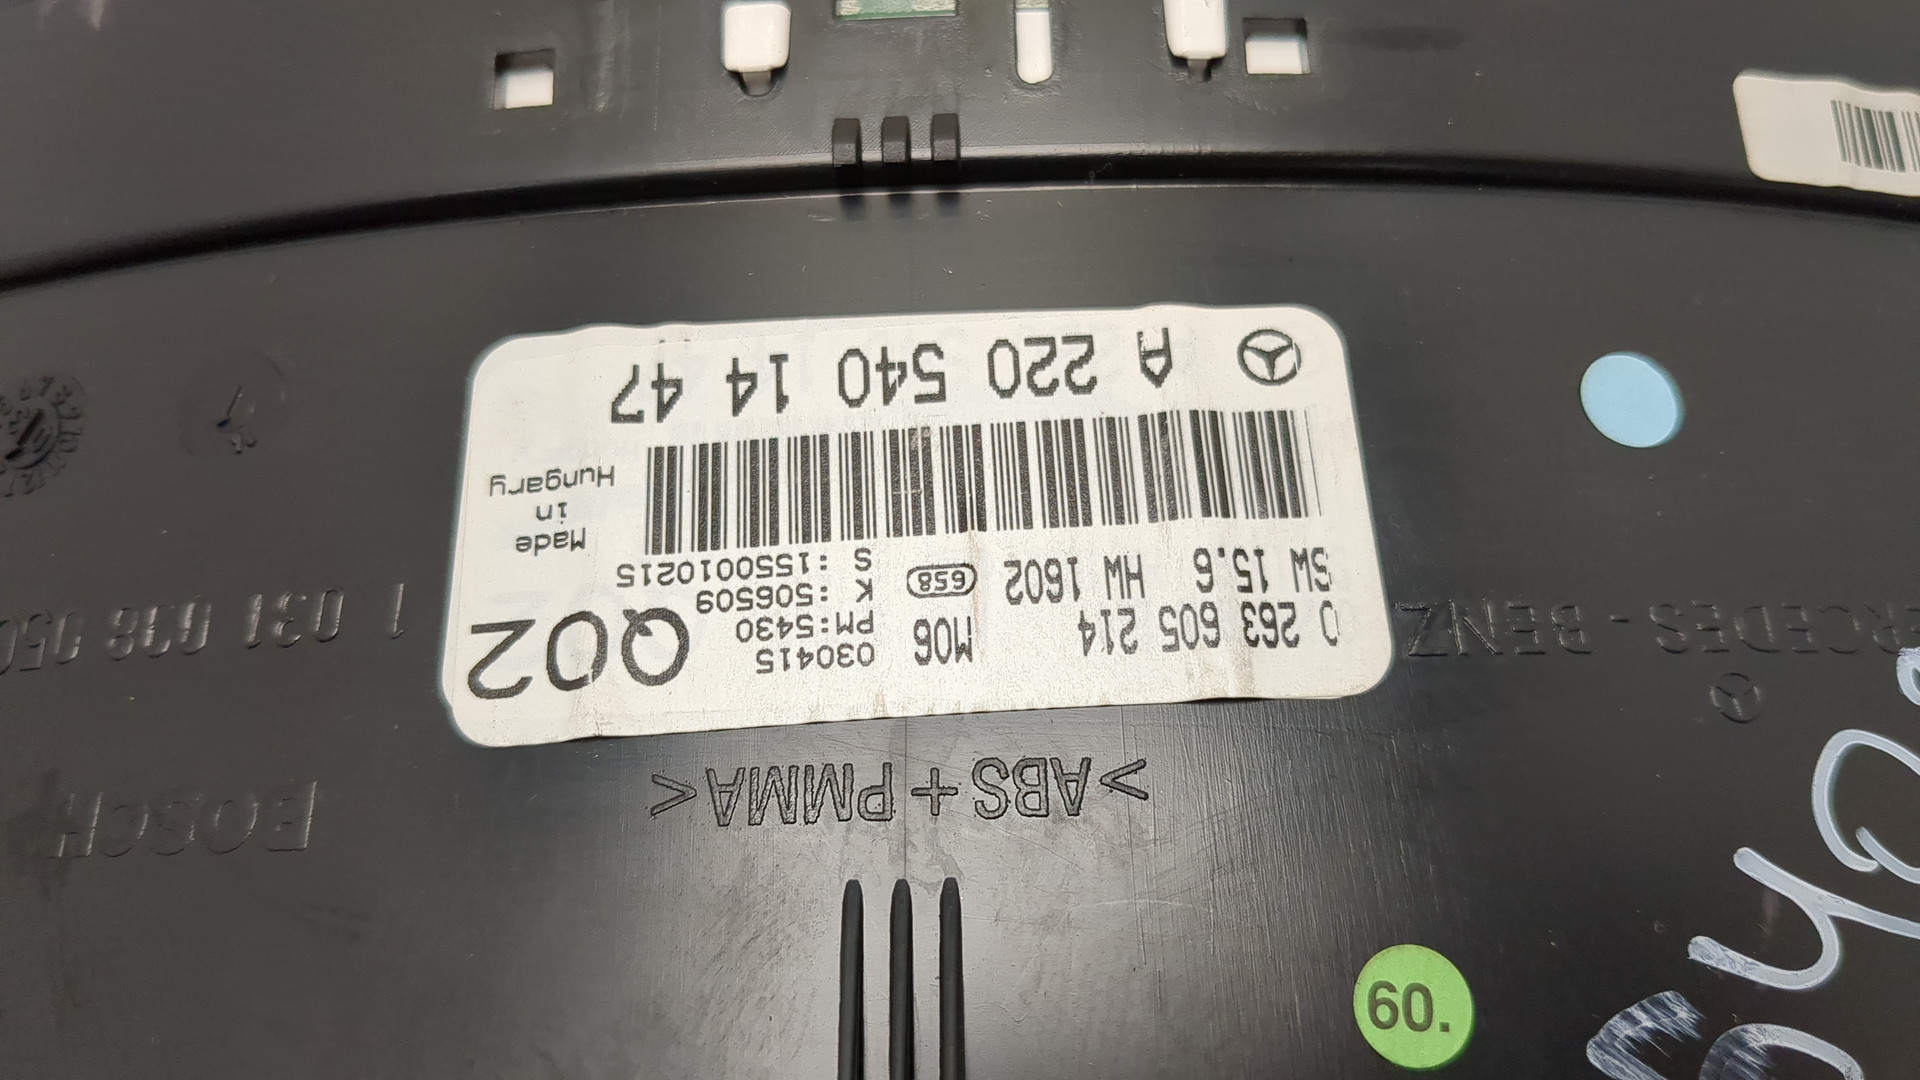 MERCEDES - BENZ
0 263 605 214 M06 030415 Q02
PM:5430
SW 15.6 HW 1602 658 K :506509
S :1550010215
Made
in
Hungary
A 220 540 14 47
>ABS+PMMA<
BOSCH
1 031 038 050
60.